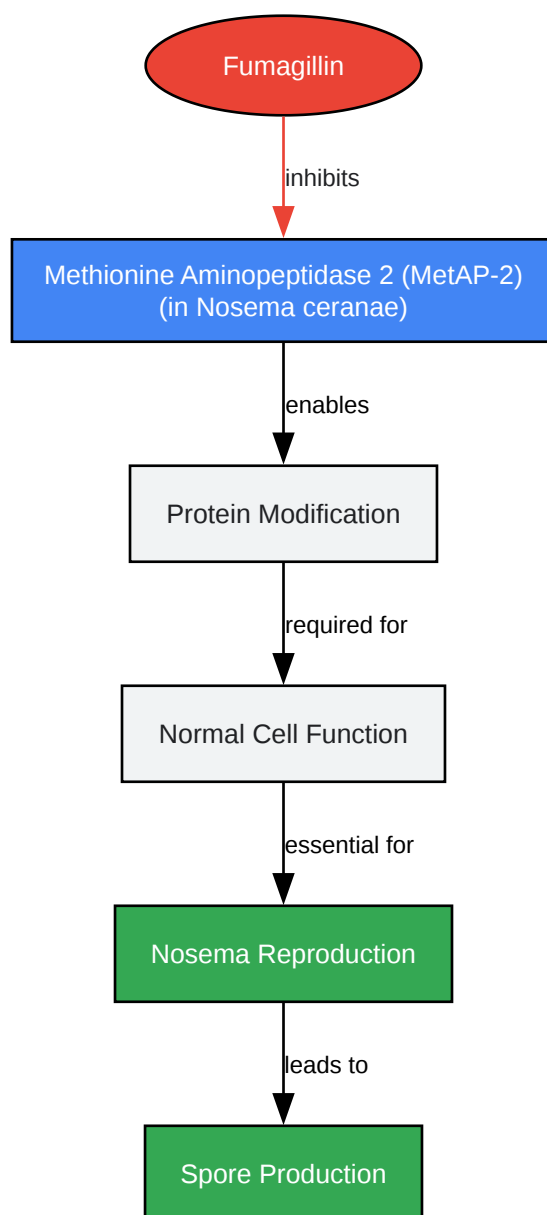 Fumagillin
inhibits
Methionine Aminopeptidase 2 (MetAP-2)
(in Nosema ceranae)
enables
Protein Modification
required for
Normal Cell Function
essential for
Nosema Reproduction
leads to
Spore Production